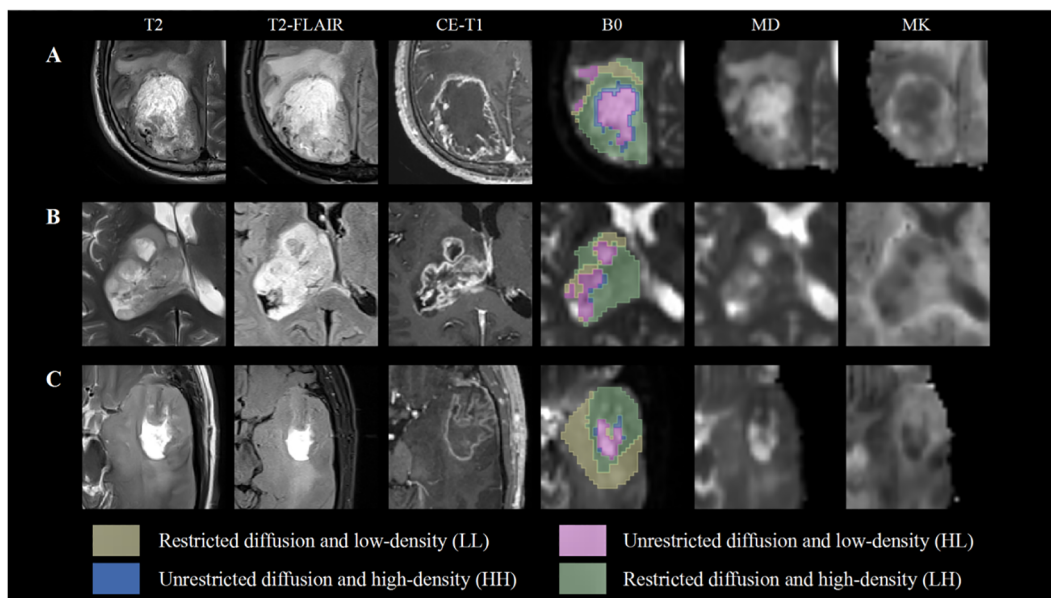 T2 T2-FLAIR CE-T1 B0 MD MK
A
B
C
Restricted diffusion and low-density (LL) Unrestricted diffusion and low-density (HL)
Unrestricted diffusion and high-density (HH) Restricted diffusion and high-density (LH)